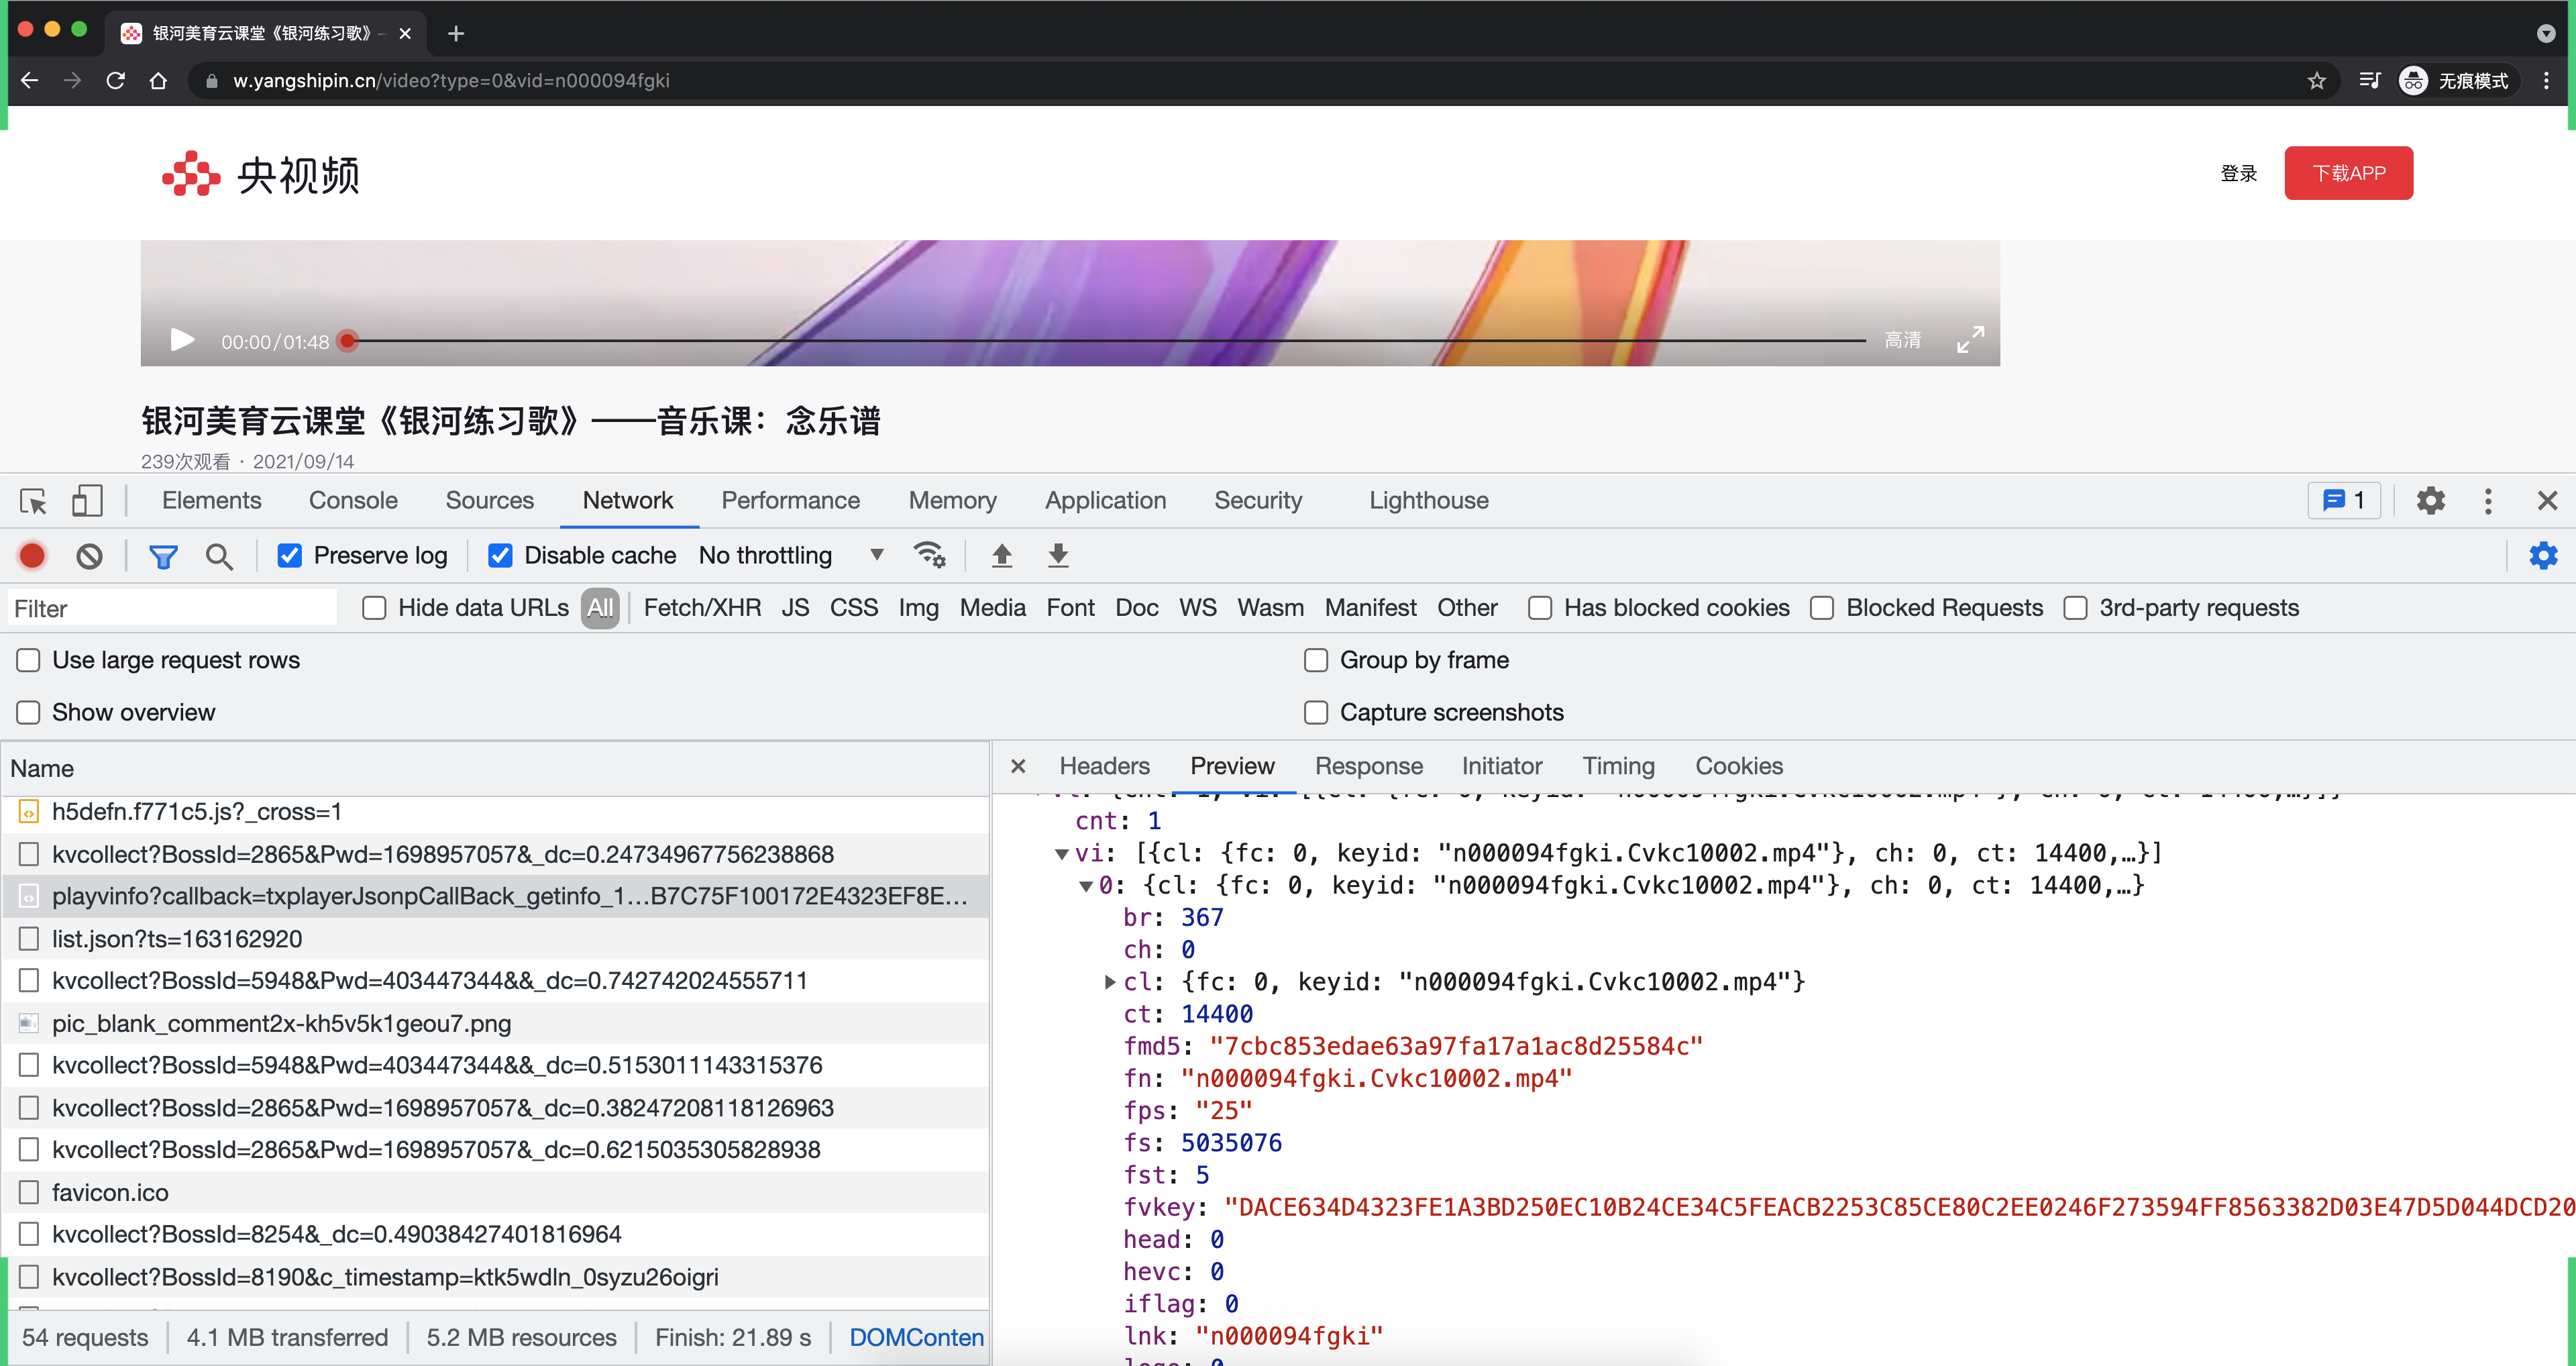 银河美育云课堂《银河练习歌》–
w.yangshipin.cn/video?type=0&vid=n000094fgki
无痕模式
央视频
登录
下载APP
00:00/01:48
高清
银河美育云课堂《银河练习歌》——音乐课：念乐谱
239次观看 · 2021/09/14
Elements Console Sources Network Performance Memory Application Security Lighthouse 1
Preserve log Disable cache No throttling
Filter Hide data URLs All Fetch/XHR JS CSS Img Media Font Doc WS Wasm Manifest Other Has blocked cookies Blocked Requests 3rd-party requests
Use large request rows Group by frame
Show overview Capture screenshots
Name
h5defn.f771c5.js?_cross=1
kvcollect?BossId=2865&Pwd=1698957057&_dc=0.24734967756238868
playvinfo?callback=txplayerJsonpCallBack_getinfo_1…B7C75F100172E4323EF8E…
list.json?ts=163162920
kvcollect?BossId=5948&Pwd=403447344&&_dc=0.742742024555711
pic_blank_comment2x-kh5v5k1geou7.png
kvcollect?BossId=5948&Pwd=403447344&&_dc=0.5153011143315376
kvcollect?BossId=2865&Pwd=1698957057&_dc=0.38247208118126963
kvcollect?BossId=2865&Pwd=1698957057&_dc=0.6215035305828938
favicon.ico
kvcollect?BossId=8254&_dc=0.49038427401816964
kvcollect?BossId=8190&c_timestamp=ktk5wdln_0syzu26oigri
54 requests 4.1 MB transferred 5.2 MB resources Finish: 21.89 s DOMConten
Headers Preview Response Initiator Timing Cookies
cnt: 1
vi: [{cl: {fc: 0, keyid: "n000094fgki.Cvkc10002.mp4"}, ch: 0, ct: 14400,…}]
0: {cl: {fc: 0, keyid: "n000094fgki.Cvkc10002.mp4"}, ch: 0, ct: 14400,…}
br: 367
ch: 0
cl: {fc: 0, keyid: "n000094fgki.Cvkc10002.mp4"}
ct: 14400
fmd5: "7cbc853edae63a97fa17a1ac8d25584c"
fn: "n000094fgki.Cvkc10002.mp4"
fps: "25"
fs: 5035076
fst: 5
fvkey: "DACE634D4323FE1A3BD250EC10B24CE34C5FEACB2253C85CE80C2EE0246F273594FF8563382D03E47D5D044DCD20
head: 0
hevc: 0
iflag: 0
lnk: "n000094fgki"